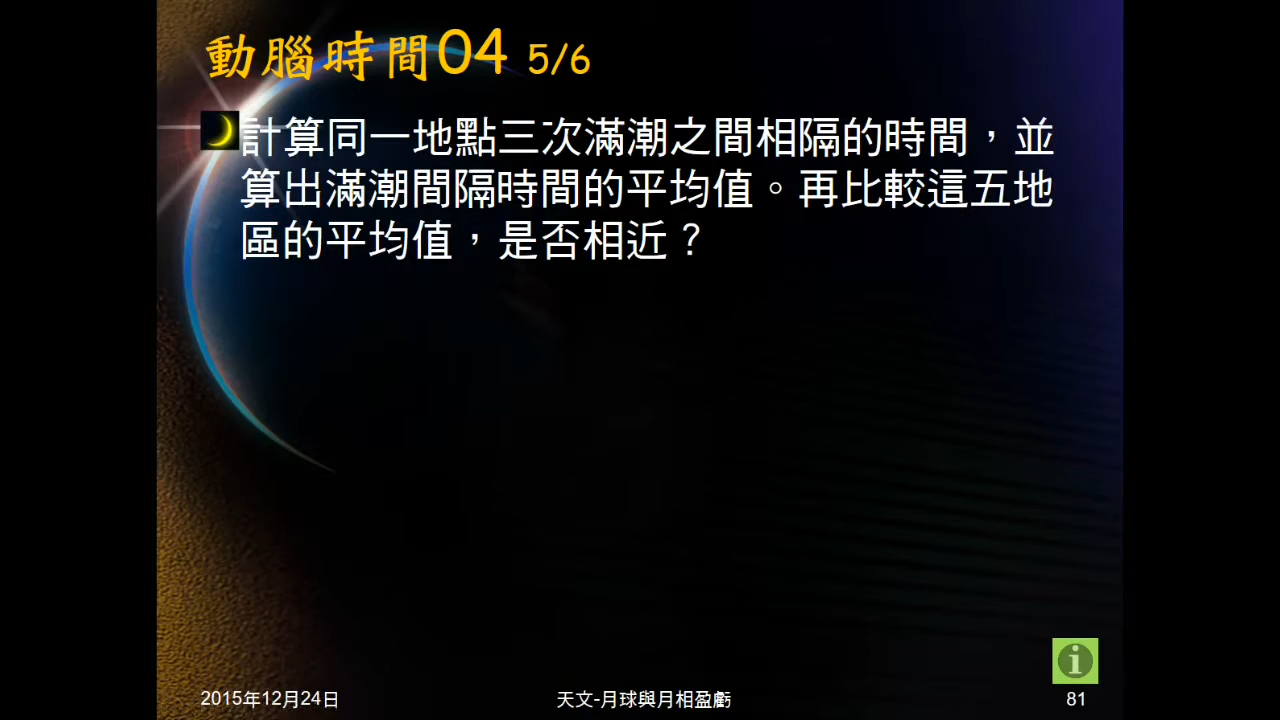 動腦時間04 5/6
計算同一地點三次滿潮之間相隔的時間，並
算出滿潮間隔時間的平均值。再比較這五地
區的平均值，是否相近？
2015年12月24日
天文-月球與月相盈虧
81